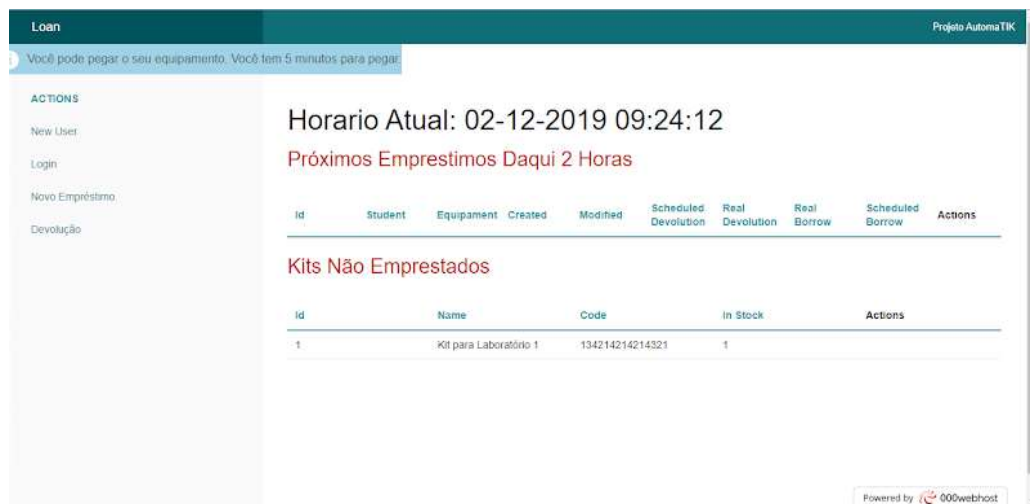 Loan
Projeto AutomaTIK
Você pode pegar o seu equipamento. Você tem 5 minutos para pegar.
ACTIONS
New User
Login
Novo Empréstimo
Devolução
Horario Atual: 02-12-2019 09:24:12
Próximos Emprestimos Daqui 2 Horas
Id Student Equipament Created Modified Scheduled Devolution Real Devolution Real Borrow Scheduled Borrow Actions
Kits Não Emprestados
Id Name Code In Stock Actions
1 Kit para Laboratório 1 134214214214321 1
Powered by 000webhost